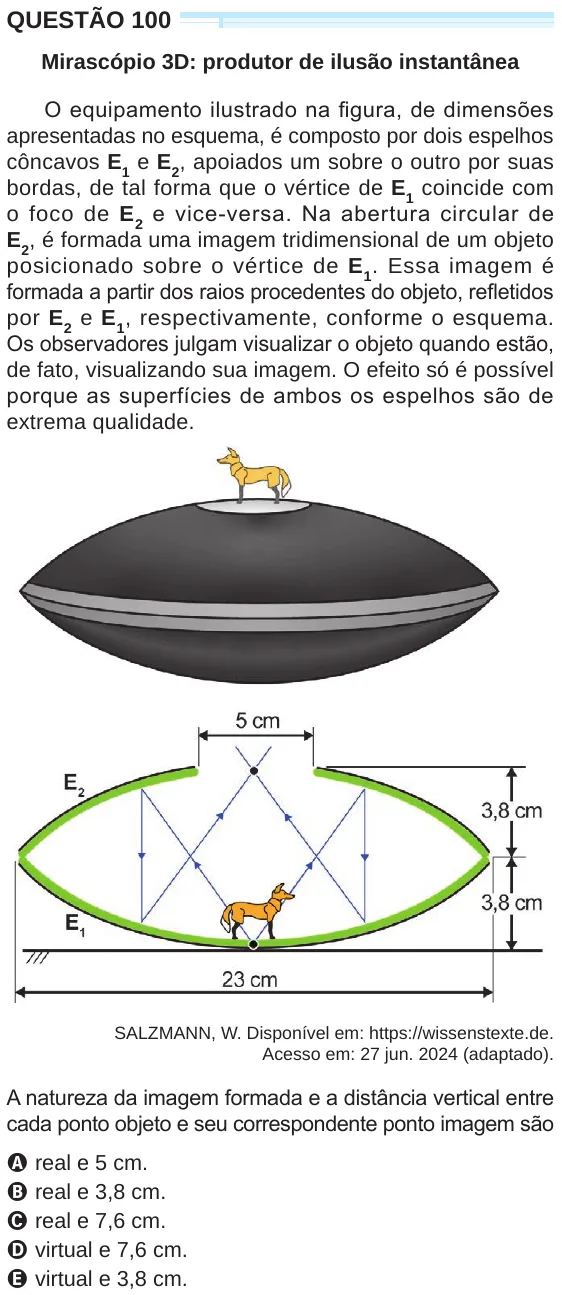 QUESTÃO 100
Mirascópio 3D: produtor de ilusão instantânea
O equipamento ilustrado na figura, de dimensões
apresentadas no esquema, é composto por dois espelhos
côncavos E1 e E2, apoiados um sobre o outro por suas
bordas, de tal forma que o vértice de E1 coincide com
o foco de E2 e vice-versa. Na abertura circular de
E2, é formada uma imagem tridimensional de um objeto
posicionado sobre o vértice de E1. Essa imagem é
formada a partir dos raios procedentes do objeto, refletidos
por E2 e E1, respectivamente, conforme o esquema.
Os observadores julgam visualizar o objeto quando estão,
de fato, visualizando sua imagem. O efeito só é possível
porque as superfícies de ambos os espelhos são de
extrema qualidade.
5 cm
E2
3,8 cm
E1
3,8 cm
23 cm
SALZMANN, W. Disponível em: https://wissenstexte.de.
Acesso em: 27 jun. 2024 (adaptado).
A natureza da imagem formada e a distância vertical entre
cada ponto objeto e seu correspondente ponto imagem são
A real e 5 cm.
B real e 3,8 cm.
C real e 7,6 cm.
D virtual e 7,6 cm.
E virtual e 3,8 cm.